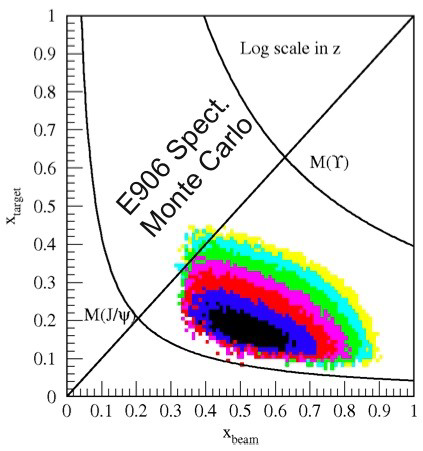 1
0.9
0.8
0.7
0.6
0.5
0.4
0.3
0.2
0.1
0
x_target
Log scale in z
E906 Spect.
Monte Carlo
M(ϒ)
M(J/ψ)
0 0.1 0.2 0.3 0.4 0.5 0.6 0.7 0.8 0.9 1
x_beam